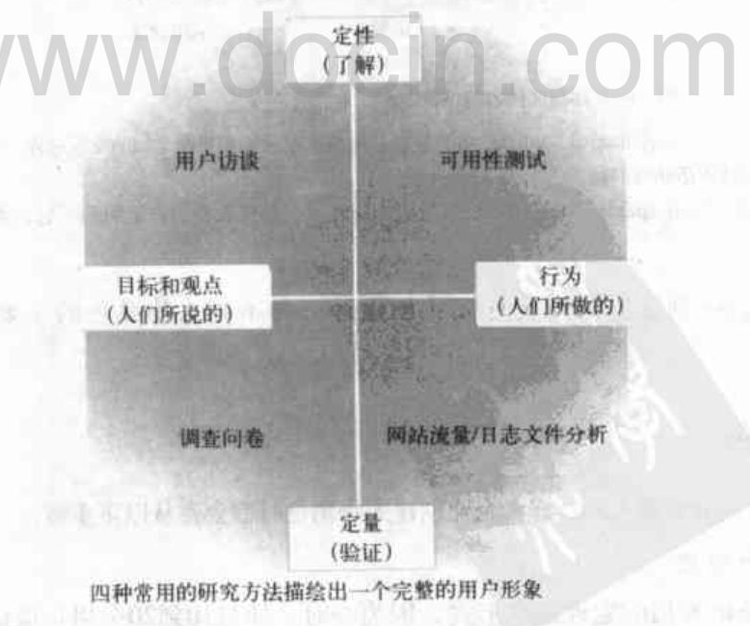 www.docin.com
定性
（了解）
用户访谈
可用性测试
目标和观点
（人们所说的）
行为
（人们所做的）
调查问卷
网站流量/日志文件分析
定量
（验证）
四种常用的研究方法描绘出一个完整的用户形象